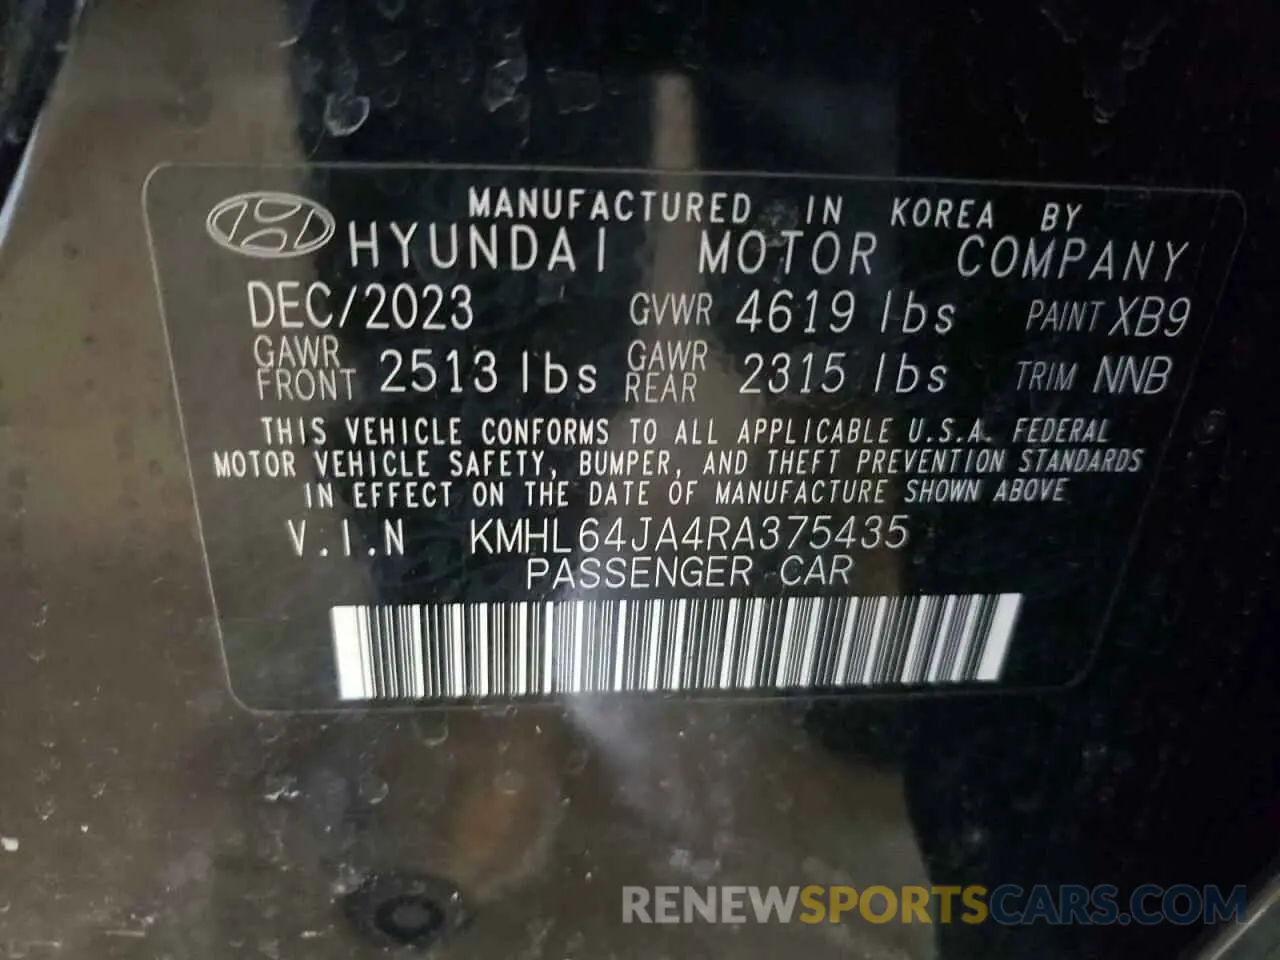 MANUFACTURED IN KOREA BY
HYUNDAI MOTOR COMPANY
DEC/2023 GVWR 4619 lbs PAINT XB9
GAWR FRONT 2513 lbs GAWR REAR 2315 lbs TRIM NNB
THIS VEHICLE CONFORMS TO ALL APPLICABLE U.S.A. FEDERAL
MOTOR VEHICLE SAFETY, BUMPER, AND THEFT PREVENTION STANDARDS
IN EFFECT ON THE DATE OF MANUFACTURE SHOWN ABOVE
V.I.N KMHL64JA4RA375435
PASSENGER CAR
RENEWSPORTSCARS.COM